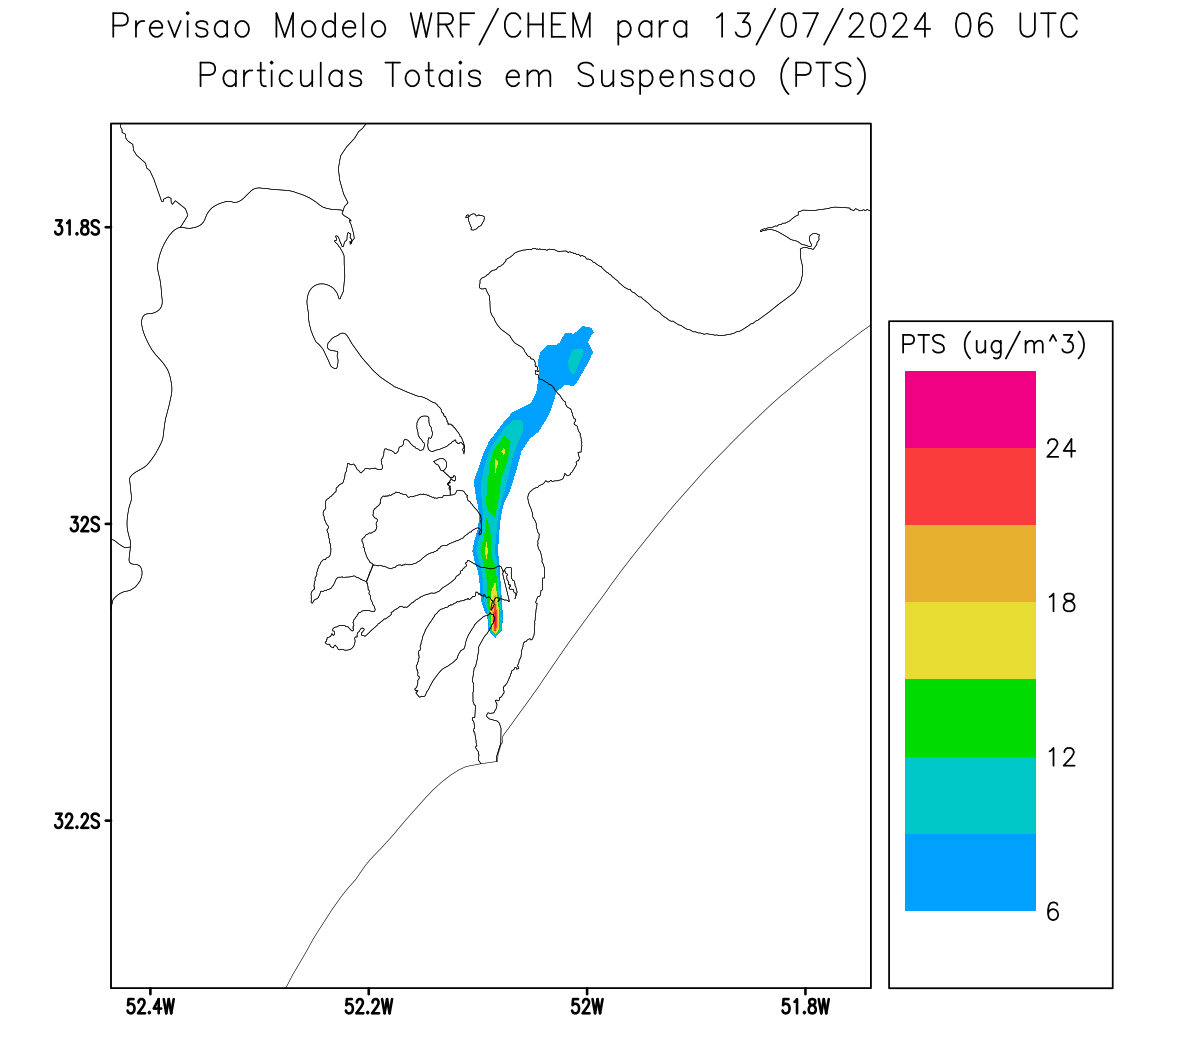 Previsao Modelo WRF/CHEM para 13/07/2024 06 UTC
Particulas Totais em Suspensao (PTS)
31.8S
32S
32.2S
52.4W 52.2W 52W 51.8W
PTS (ug/m^3)
24
18
12
6